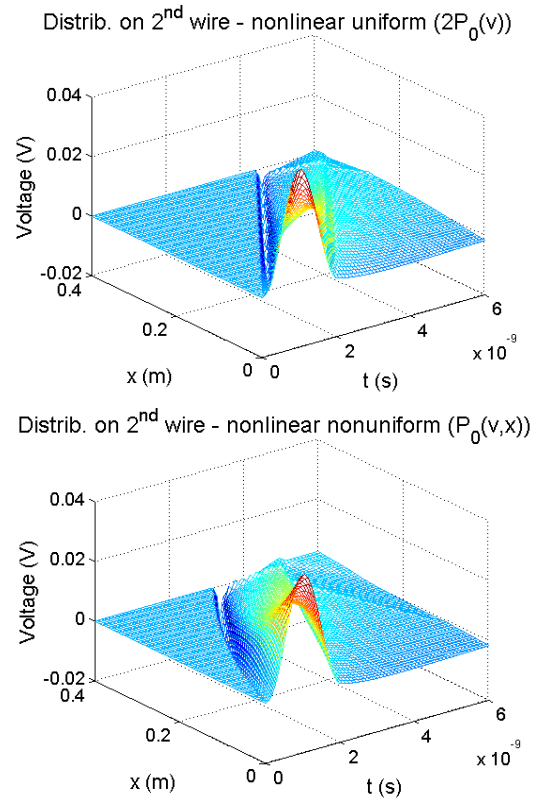 Distrib. on 2nd wire - nonlinear uniform (2P0(v))
0.04
0.02
0
-0.02
Voltage (V)
0.4
0.2
0
x (m)
0
2
4
6
x 10-9
t (s)
Distrib. on 2nd wire - nonlinear nonuniform (P0(v,x))
0.04
0.02
0
-0.02
Voltage (V)
0.4
0.2
0
x (m)
0
2
4
6
x 10-9
t (s)